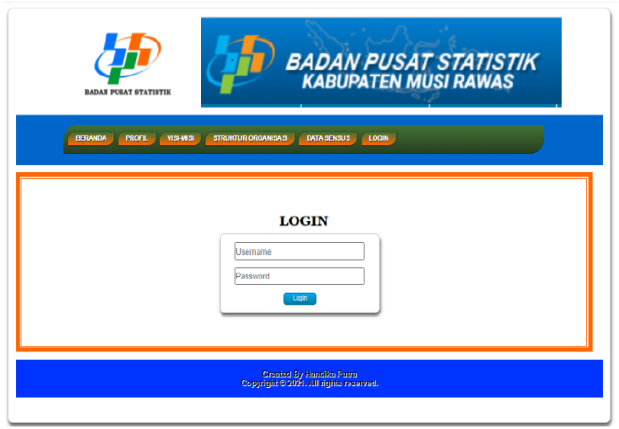 BADAN PUSAT STATISTIK
BADAN PUSAT STATISTIK
KABUPATEN MUSI RAWAS
BERANDA PROFIL VISI-MISI STRUKTUR ORGANISASI DATA SENSUS LOGIN
LOGIN
Username
Password
Login
Created By Handika Putra
Copyright © 2021. All rights reserved.